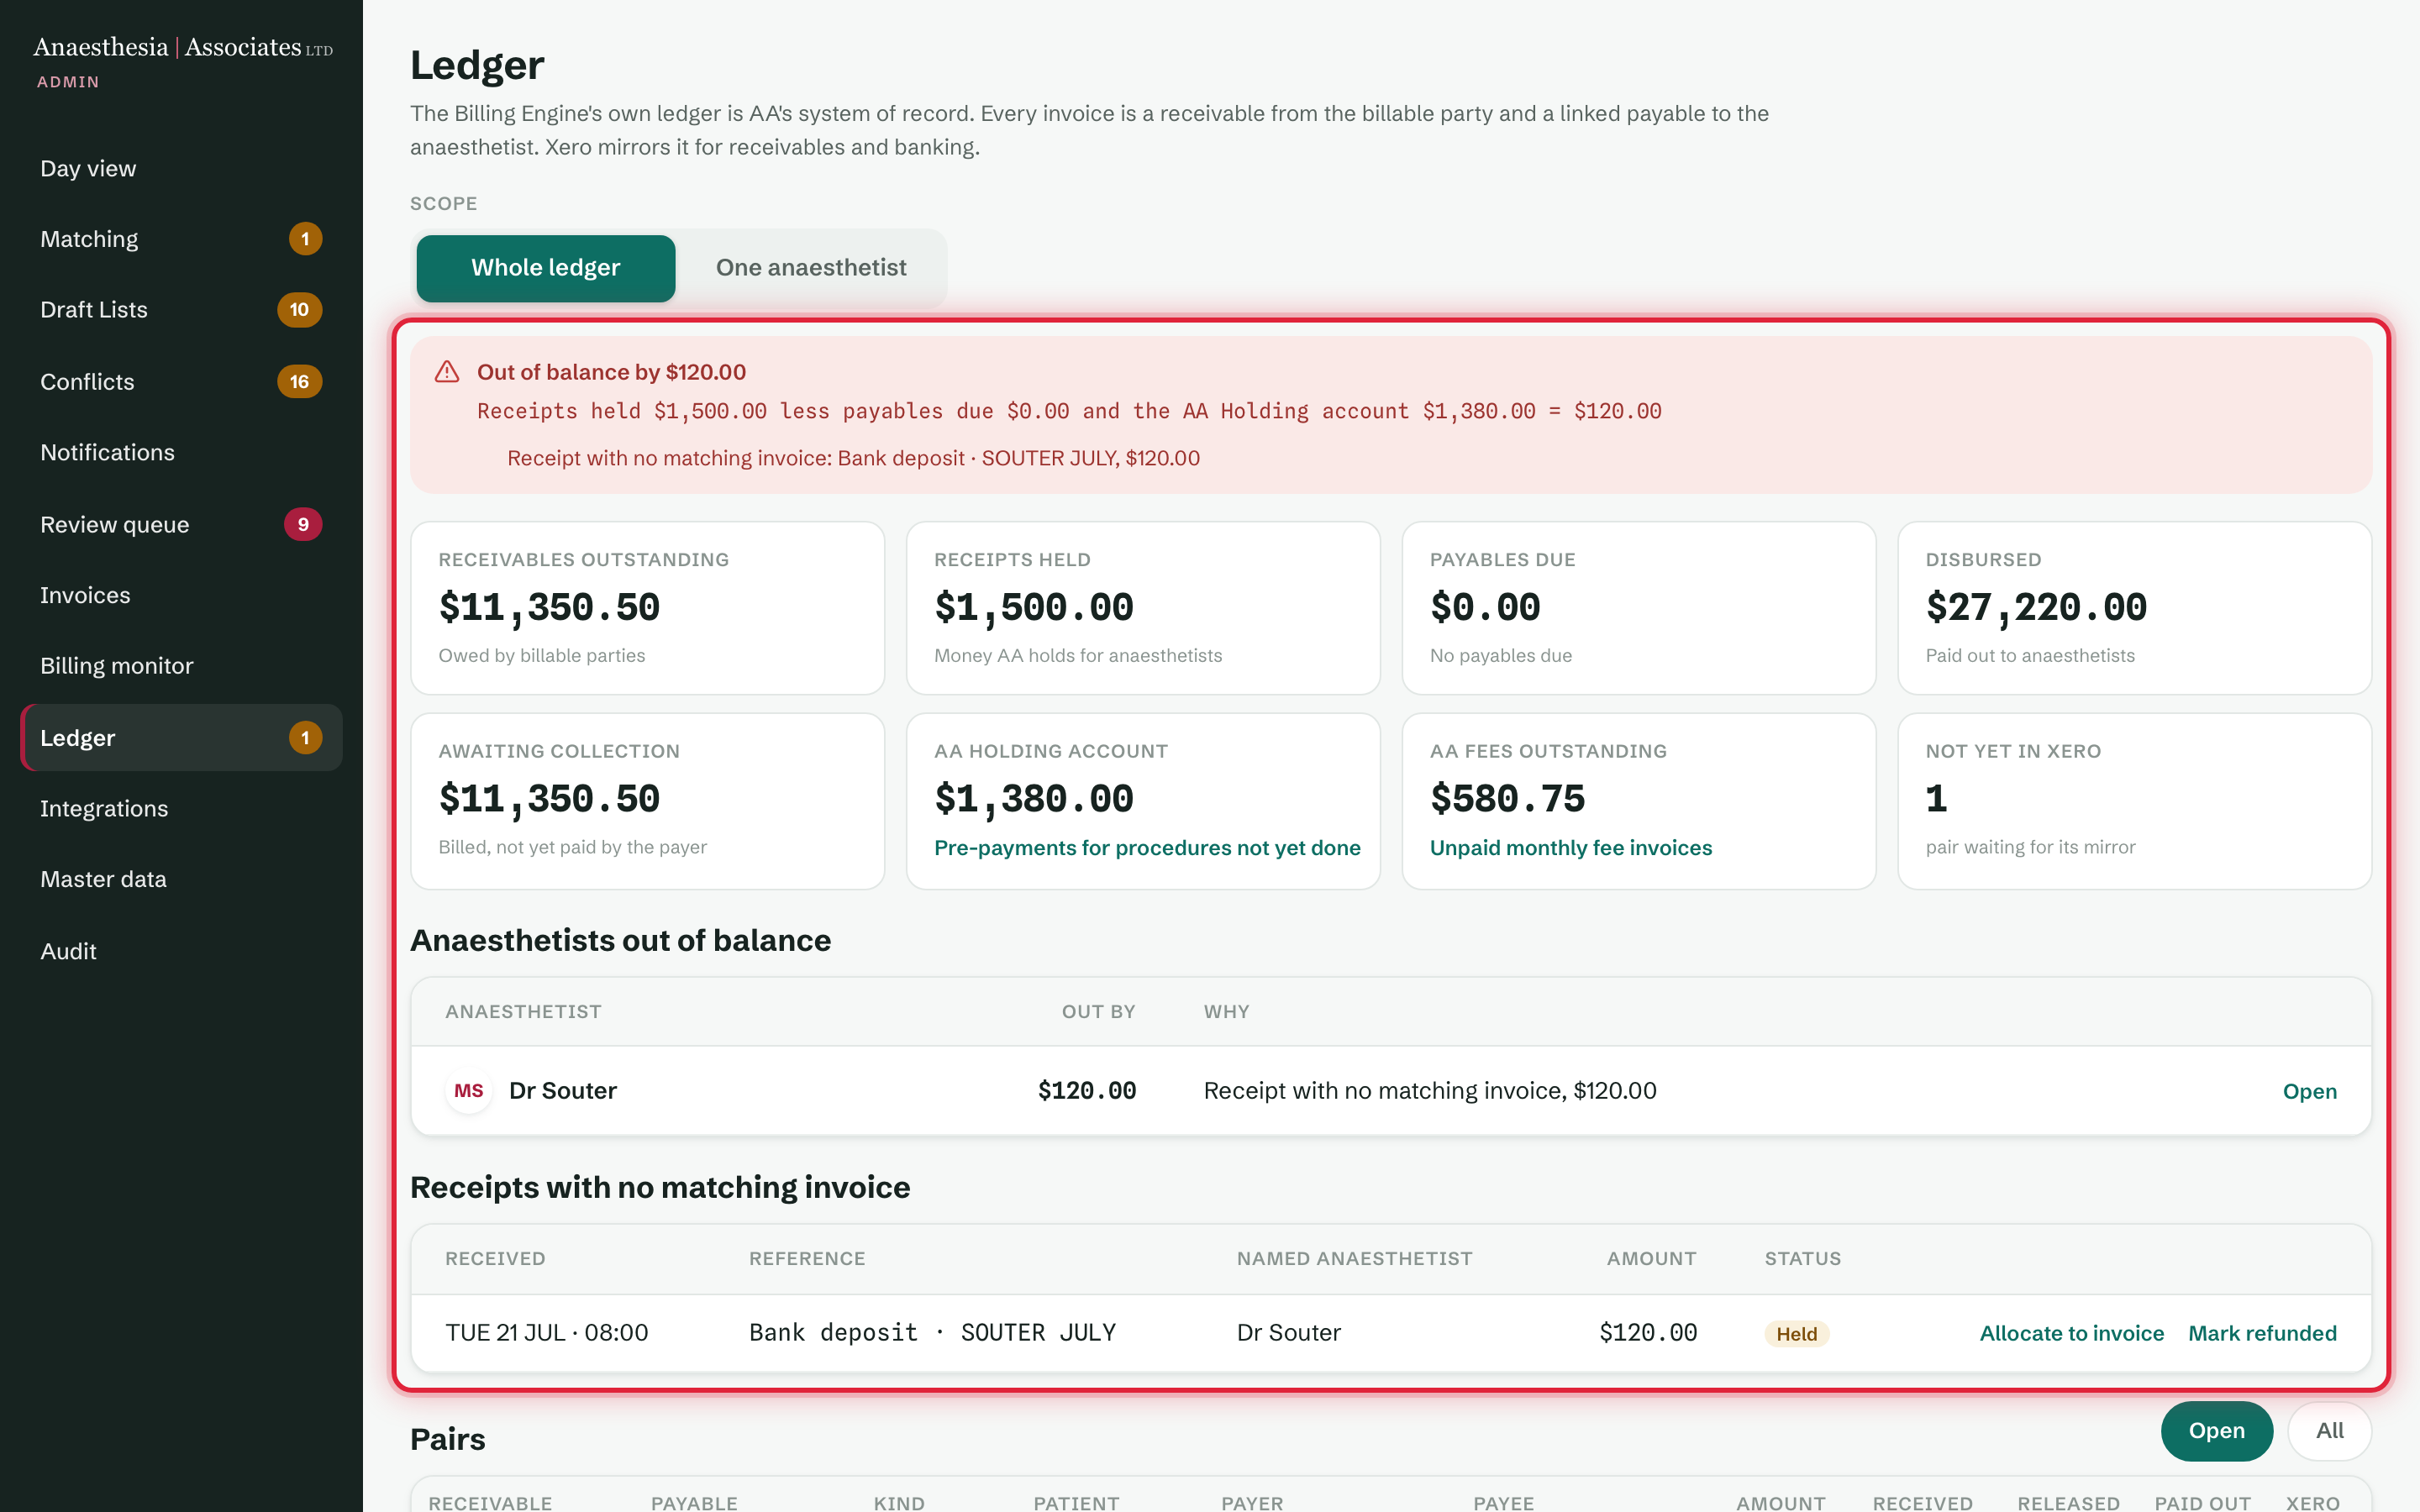 Anaesthesia | Associates LTD
ADMIN
Day view
Matching 1
Draft Lists 10
Conflicts 16
Notifications
Review queue 9
Invoices
Billing monitor
Ledger 1
Integrations
Master data
Audit
Ledger
The Billing Engine's own ledger is AA's system of record. Every invoice is a receivable from the billable party and a linked payable to the
anaesthetist. Xero mirrors it for receivables and banking.
SCOPE
Whole ledger One anaesthetist
Out of balance by $120.00
Receipts held $1,500.00 less payables due $0.00 and the AA Holding account $1,380.00 = $120.00
Receipt with no matching invoice: Bank deposit · SOUTER JULY, $120.00
RECEIVABLES OUTSTANDING
$11,350.50
Owed by billable parties
RECEIPTS HELD
$1,500.00
Money AA holds for anaesthetists
PAYABLES DUE
$0.00
No payables due
DISBURSED
$27,220.00
Paid out to anaesthetists
AWAITING COLLECTION
$11,350.50
Billed, not yet paid by the payer
AA HOLDING ACCOUNT
$1,380.00
Pre-payments for procedures not yet done
AA FEES OUTSTANDING
$580.75
Unpaid monthly fee invoices
NOT YET IN XERO
1
pair waiting for its mirror
Anaesthetists out of balance
ANAESTHETIST OUT BY WHY
MS Dr Souter $120.00 Receipt with no matching invoice, $120.00 Open
Receipts with no matching invoice
RECEIVED REFERENCE NAMED ANAESTHETIST AMOUNT STATUS
TUE 21 JUL · 08:00 Bank deposit · SOUTER JULY Dr Souter $120.00 Held Allocate to invoice Mark refunded
Pairs Open All
RECEIVABLE PAYABLE KIND PATIENT PAYER PAYEE AMOUNT RECEIVED RELEASED PAID OUT XERO